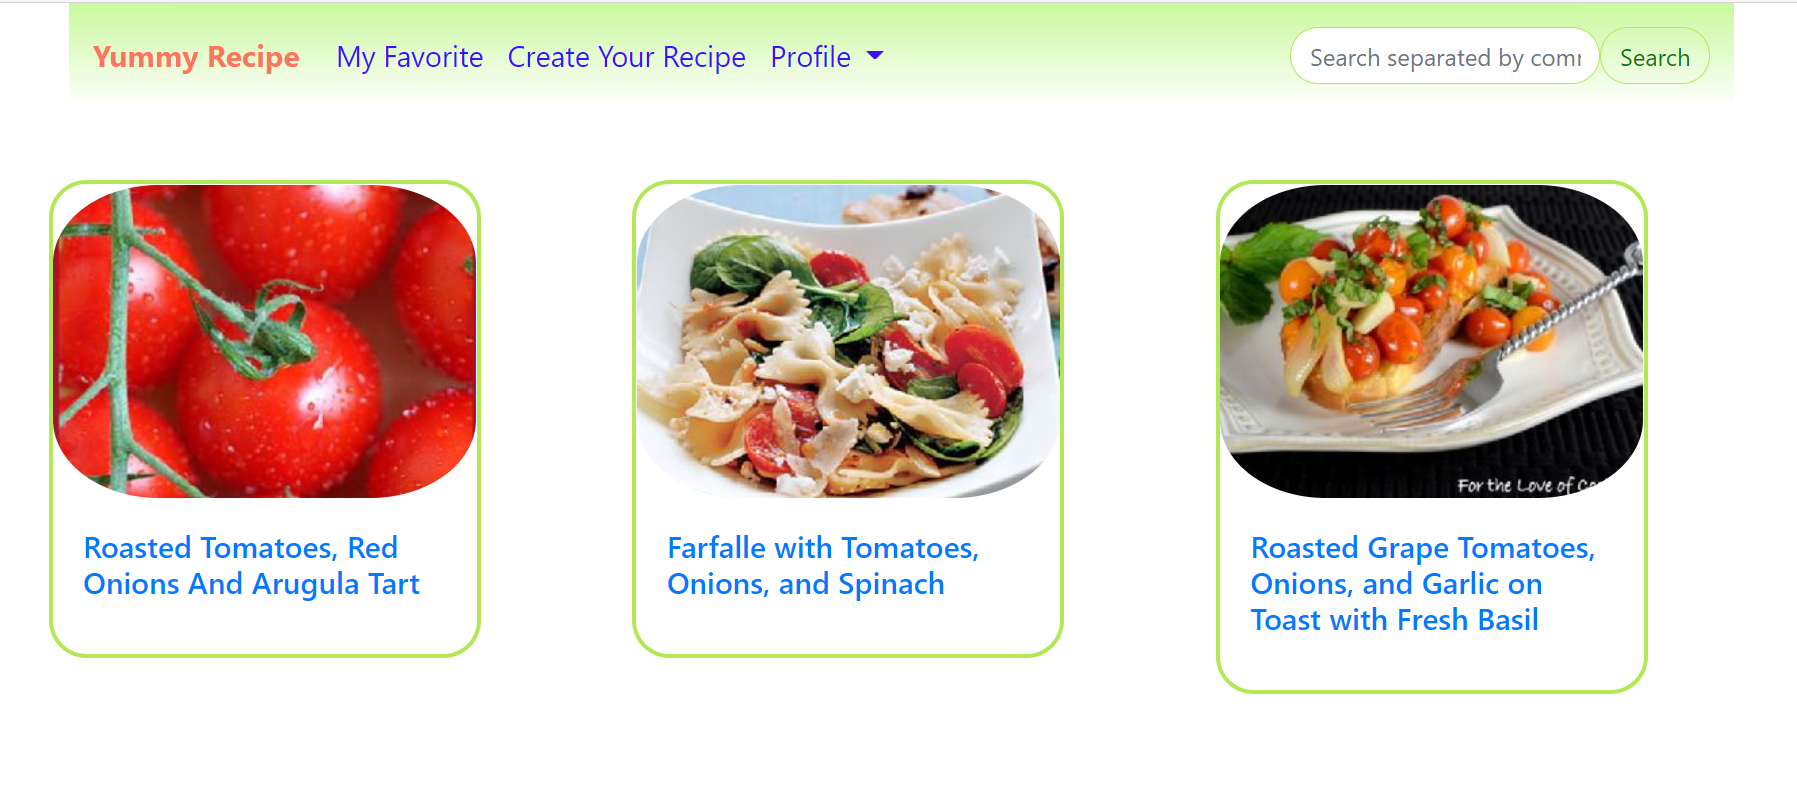 Yummy Recipe My Favorite Create Your Recipe Profile Search separated by com Search
For the Love of
Roasted Tomatoes, Red
Onions And Arugula Tart
Farfalle with Tomatoes,
Onions, and Spinach
Roasted Grape Tomatoes,
Onions, and Garlic on
Toast with Fresh Basil